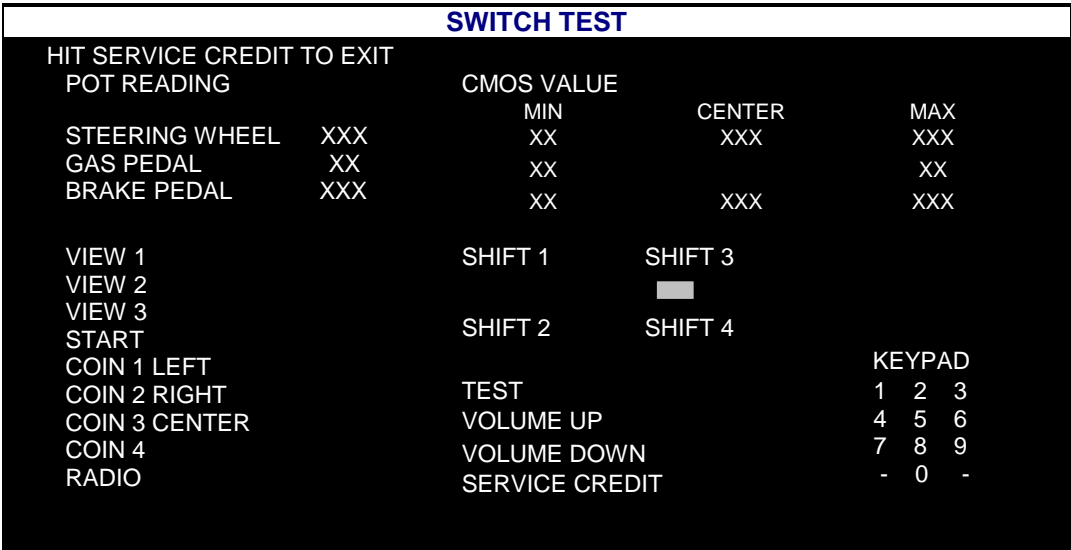 SWITCH TEST
HIT SERVICE CREDIT TO EXIT
POT READING CMOS VALUE
MIN CENTER MAX
STEERING WHEEL XXX XX XXX XXX
GAS PEDAL XX XX XX
BRAKE PEDAL XXX XX XXX XXX
VIEW 1 SHIFT 1 SHIFT 3
VIEW 2
VIEW 3
START SHIFT 2 SHIFT 4
COIN 1 LEFT KEYPAD
COIN 2 RIGHT TEST 1 2 3
COIN 3 CENTER VOLUME UP 4 5 6
COIN 4 VOLUME DOWN 7 8 9
RADIO SERVICE CREDIT - 0 -